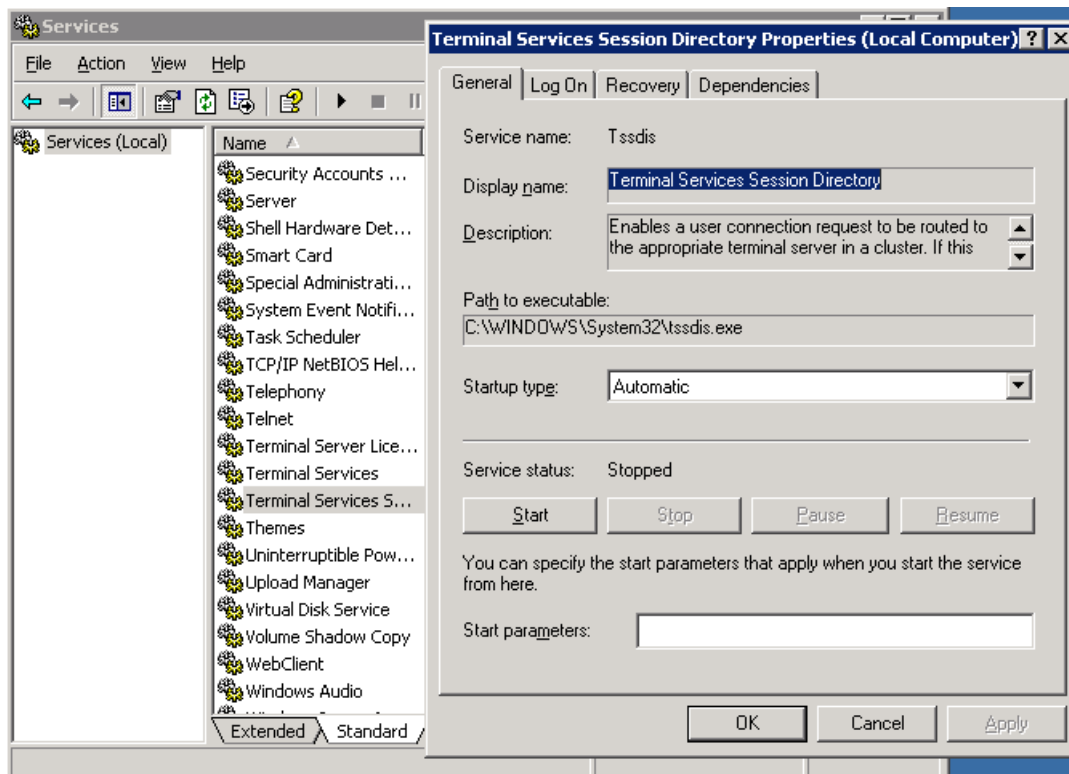 Services
File Action View Help
Services (Local)
Name
Security Accounts ...
Server
Shell Hardware Det...
Smart Card
Special Administrati...
System Event Notifi...
Task Scheduler
TCP/IP NetBIOS Hel...
Telephony
Telnet
Terminal Server Lice...
Terminal Services
Terminal Services S...
Themes
Uninterruptible Pow...
Upload Manager
Virtual Disk Service
Volume Shadow Copy
WebClient
Windows Audio
Extended Standard
Terminal Services Session Directory Properties (Local Computer)
General Log On Recovery Dependencies
Service name: Tssdis
Display name: Terminal Services Session Directory
Description: Enables a user connection request to be routed to
the appropriate terminal server in a cluster. If this
Path to executable:
C:\WINDOWS\System32\tssdis.exe
Startup type: Automatic
Service status: Stopped
Start Stop Pause Resume
You can specify the start parameters that apply when you start the service
from here.
Start parameters:
OK Cancel Apply